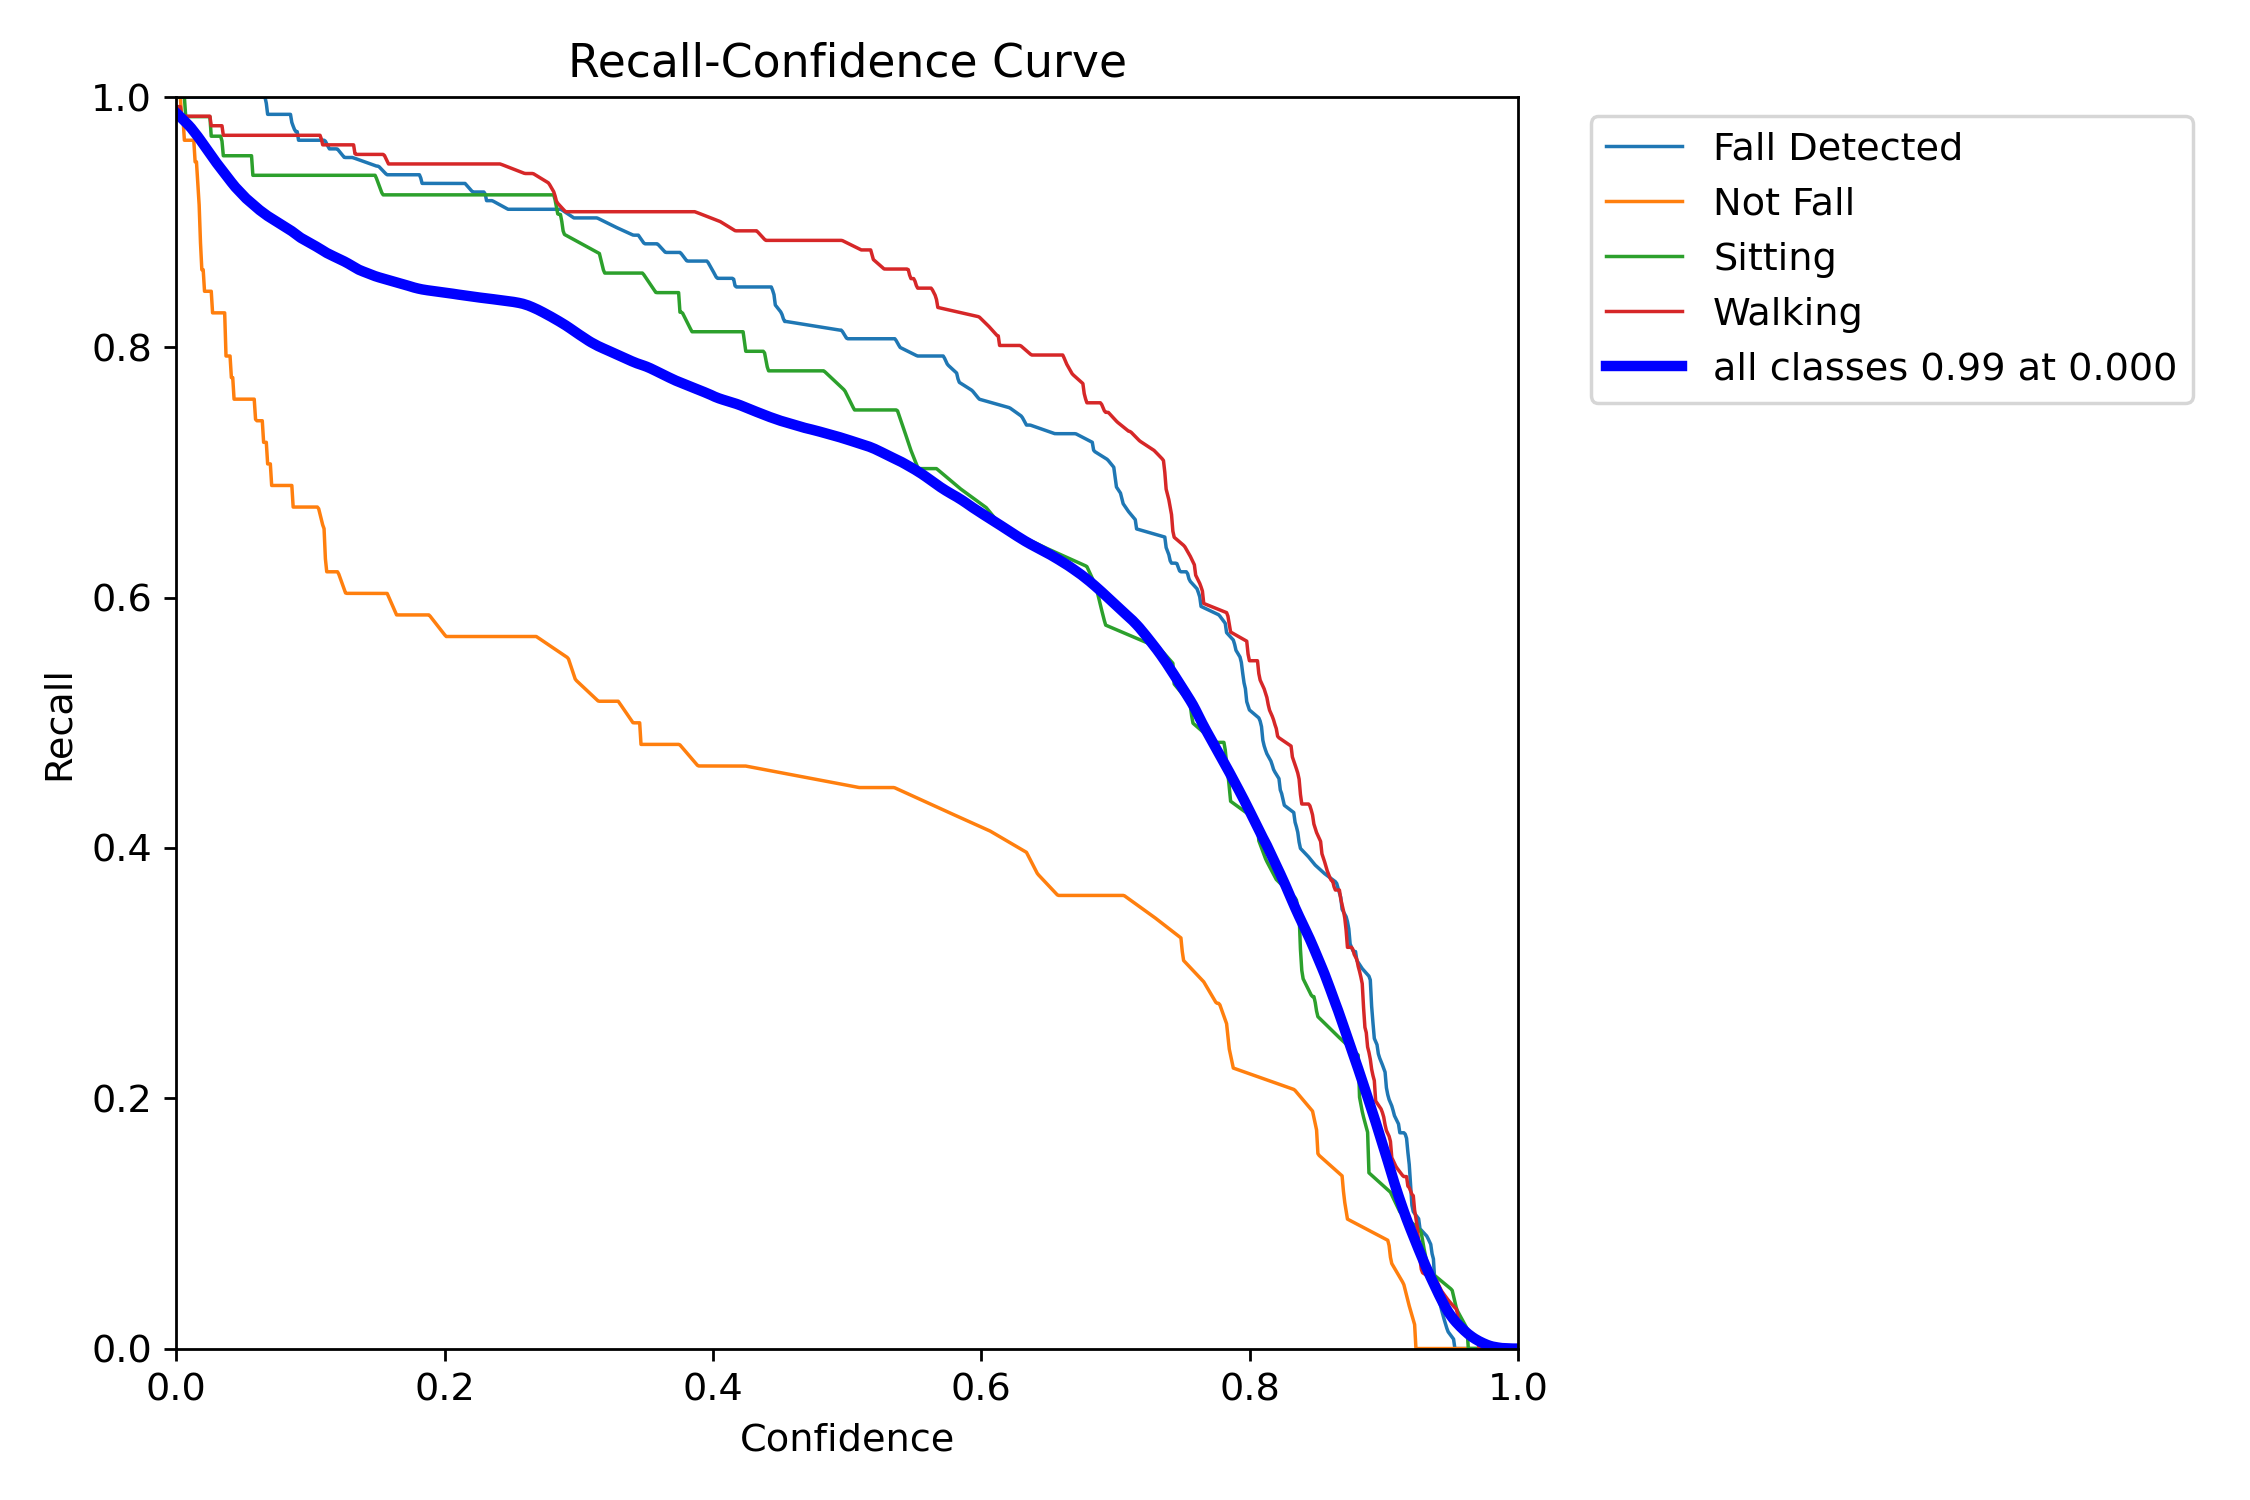 Recall-Confidence Curve
1.0
0.8
0.6
0.4
0.2
0.0
Recall
0.0 0.2 0.4 0.6 0.8 1.0
Confidence
Fall Detected
Not Fall
Sitting
Walking
all classes 0.99 at 0.000